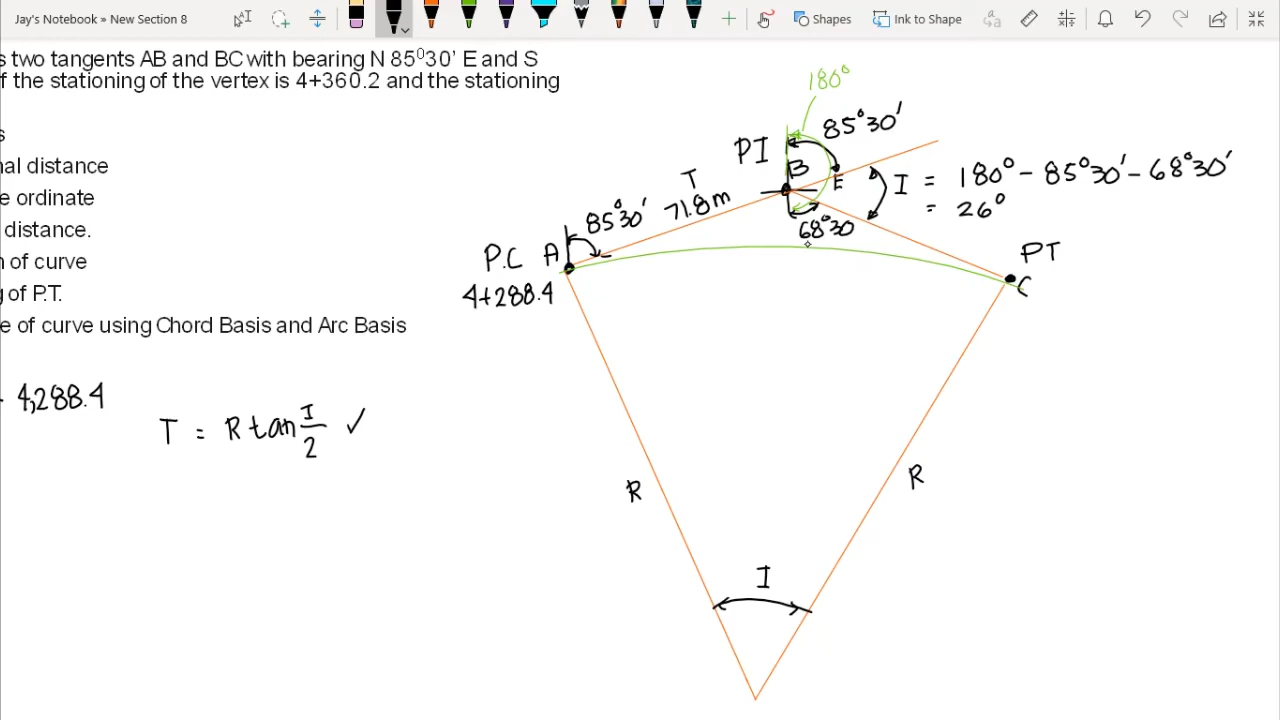 Jay's Notebook » New Section 8
Shapes
Ink to Shape
s two tangents AB and BC with bearing N 85⁰30' E and S
f the stationing of the vertex is 4+360.2 and the stationing
s
nal distance
e ordinate
distance.
h of curve
g of P.T.
e of curve using Chord Basis and Arc Basis
4,288.4
T = R tan I/2 ✓
180°
85°30'
PI
B
E
T
71.8m
85°30'
68°30
I = 180° - 85°30' - 68°30'
= 26°
P.C A
4+288.4
PT
C
R
R
I